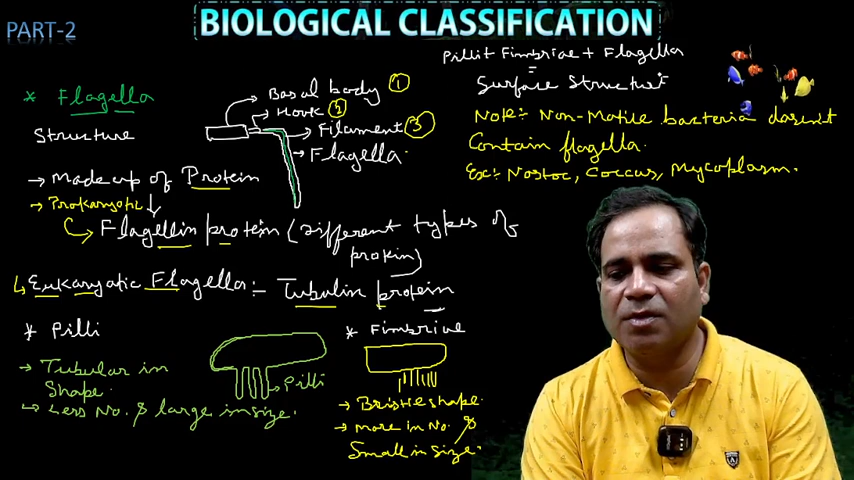 PART-2
BIOLOGICAL CLASSIFICATION
Pillit Fimbriae + Flagella
=
Surface Structure
* Flagella
Structure
Basal body ①
Hook ②
Filament ③
Flagella
Note:- Non-Motile bacteria dosen't
Contain flagella.
Ex:- Nostoc, Coccus, Mycoplasm.
→ Made up of Protein
→ Prokaryotic ↓
Flagellin protein (different types of
protein)
↳ Eukaryotic Flagella :- Tubulin protein
* Pilli
→ Tubular in
Shape
↳ Less No. & large in size.
→ Pilli
* Fimbriae
→ Bristle shape.
→ More in No. &
Small in size.